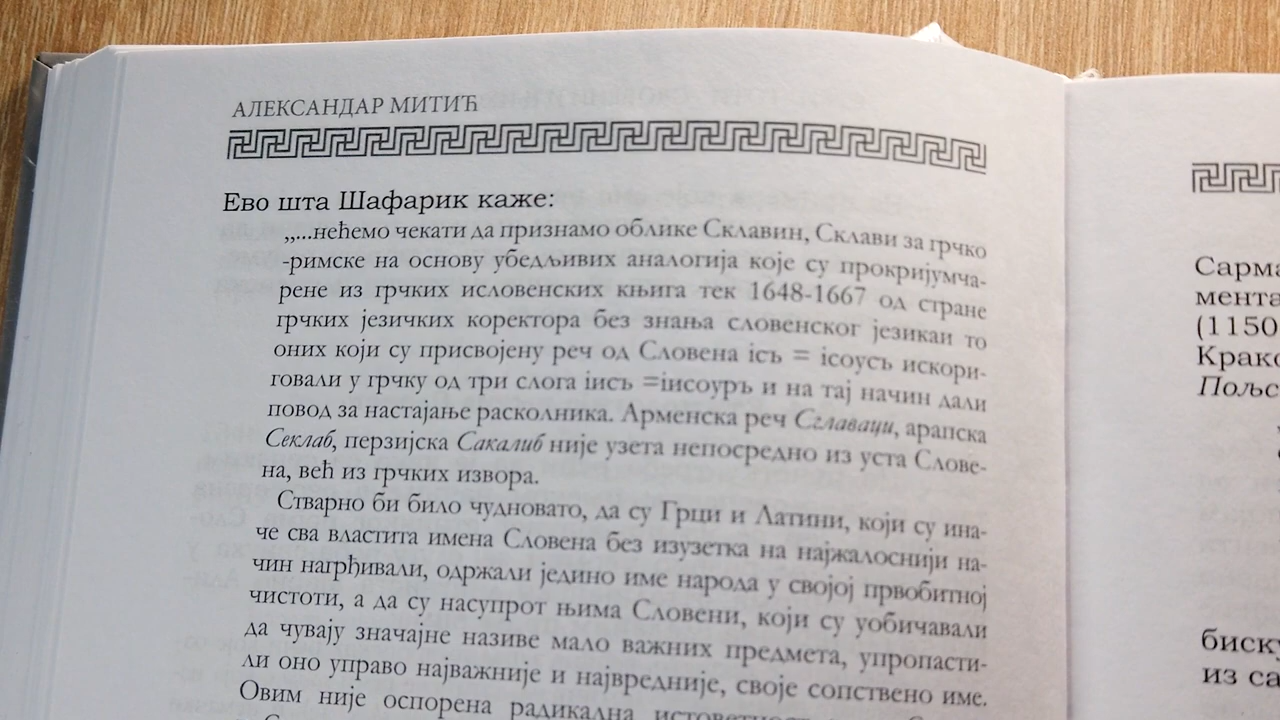 АЛЕКСАНДАР МИТИЋ
Ево шта Шафарик каже:
„...нећемо чекати да признамо облике Склавин, Склави за грчко
-римске на основу убедљивих аналогија које су прокријумча-
рене из грчких исловенских књига тек 1648-1667 од стране
грчких језичких коректора без знања словенског језикаи то
оних који су присвојену реч од Словена ісъ = ісоусъ искори-
говали у грчку од три слога іисъ =іисоуръ и на тај начин дали
повод за настајање расколника. Арменска реч Сглаваци, арапска
Секлаб, перзијска Сакалиб није узета непосредно из уста Слове-
на, већ из грчких извора.
Стварно би било чудновато, да су Грци и Латини, који су ина-
че сва властита имена Словена без изузетка на најжалоснији на-
чин нагрђивали, одржали једино име народа у својој првобитној
чистоти, а да су насупрот њима Словени, који су уобичавали
да чувају значајне називе мало важних предмета, упропасти-
ли оно управо најважније и највредније, своје сопствено име.
Овим није оспорена радикална истоветност
Сарма
мента
(1150
Крако
Пољс
биску
из са